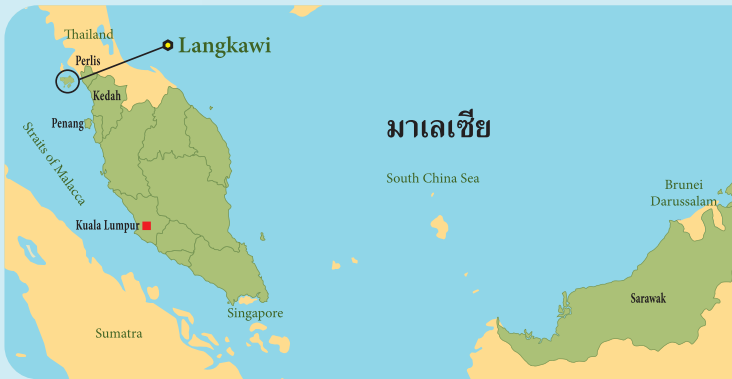 Thailand
Langkawi
Perlis
Kedah
Penang
Straits of Malacca
มาเลเซีย
South China Sea
Brunei
Darussalam
Kuala Lumpur
Sarawak
Singapore
Sumatra